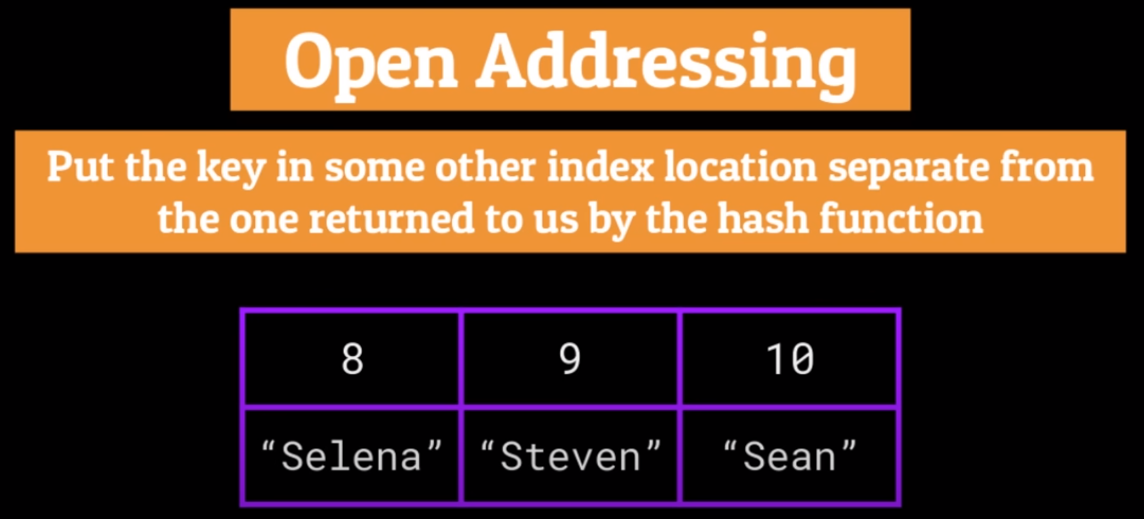 Open Addressing
Put the key in some other index location separate from
the one returned to us by the hash function
8 9 10
“Selena” “Steven” “Sean”